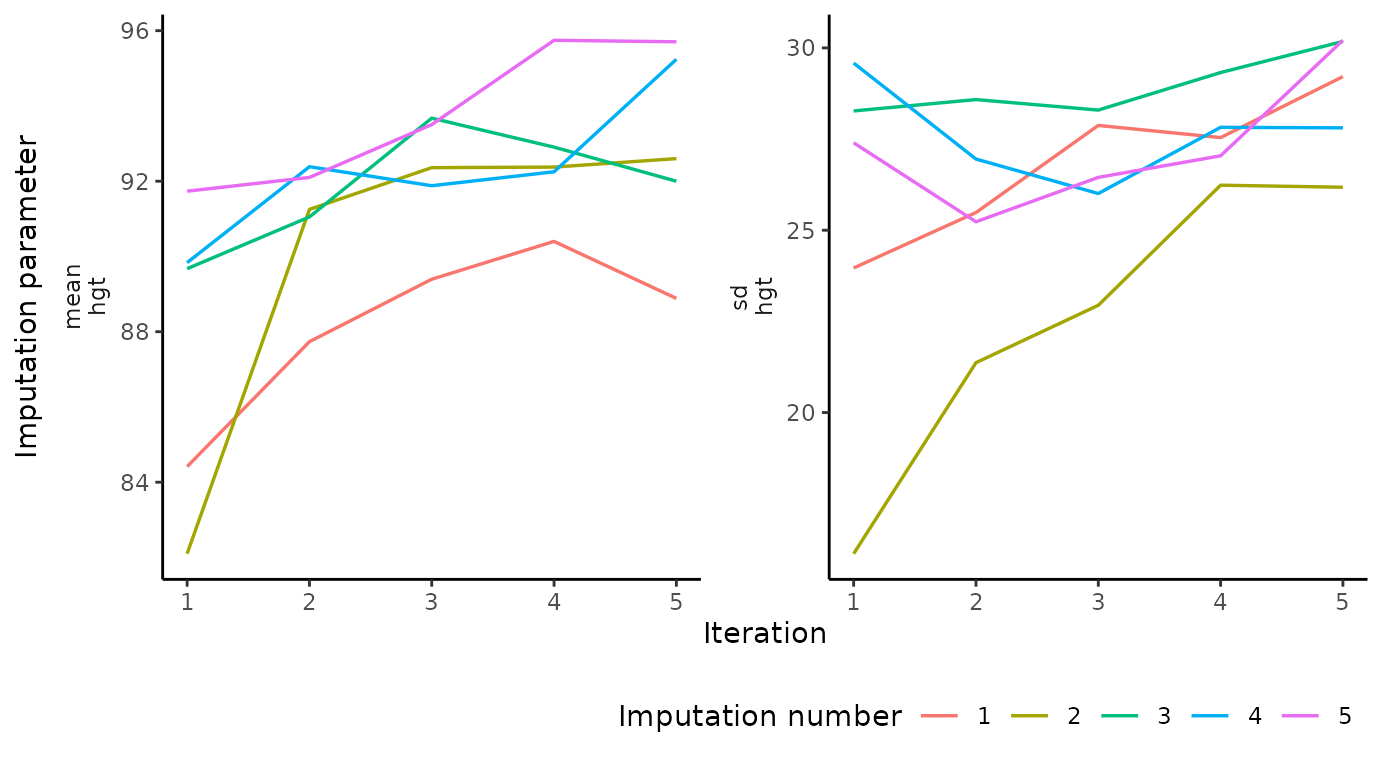 Imputation parameter
mean
hgt
96
92
88
84
1 2 3 4 5
sd
hgt
30
25
20
1 2 3 4 5
Iteration
Imputation number 1 2 3 4 5